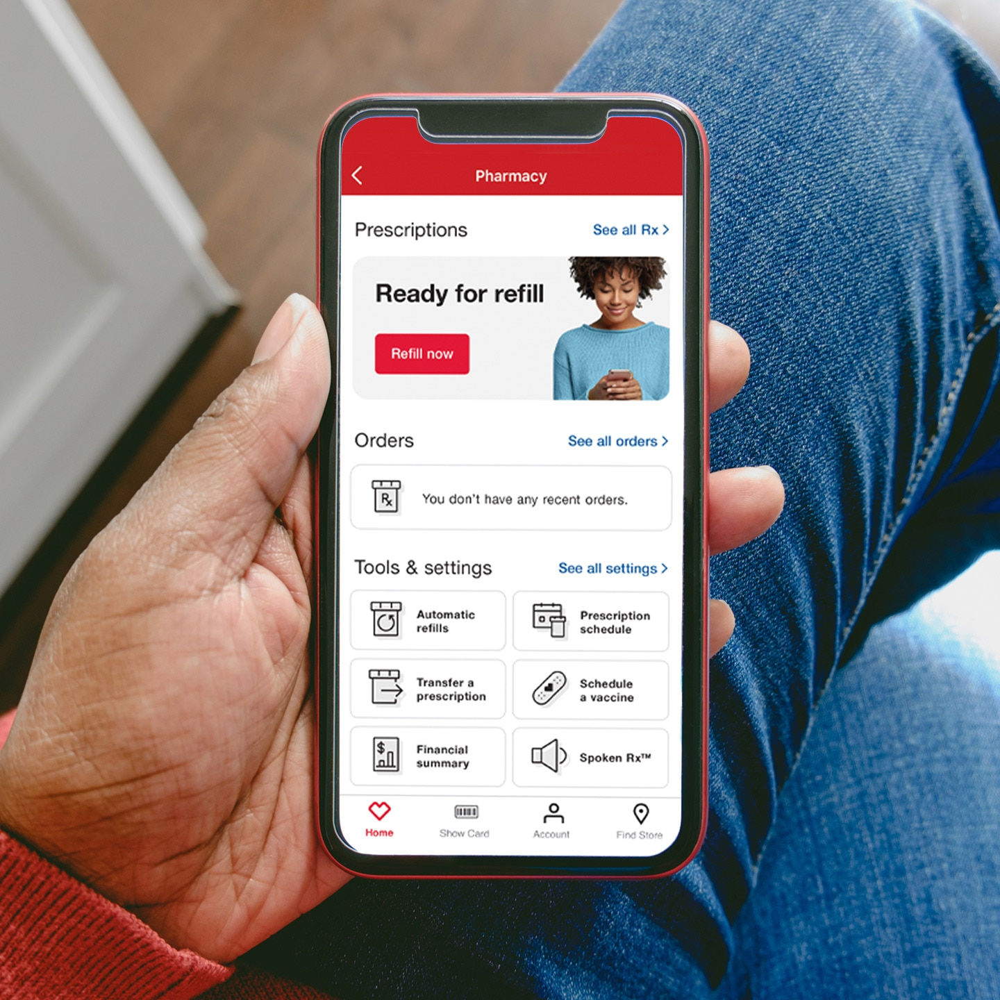 Pharmacy
Prescriptions
See all Rx
Ready for refill
Refill now
Orders
See all orders
Rx
You don't have any recent orders.
Tools & settings
See all settings
Automatic
refills
Prescription
schedule
Transfer a
prescription
Schedule
a vaccine
$
Financial
summary
Spoken Rx™
Home
Show Card
Account
Find Store